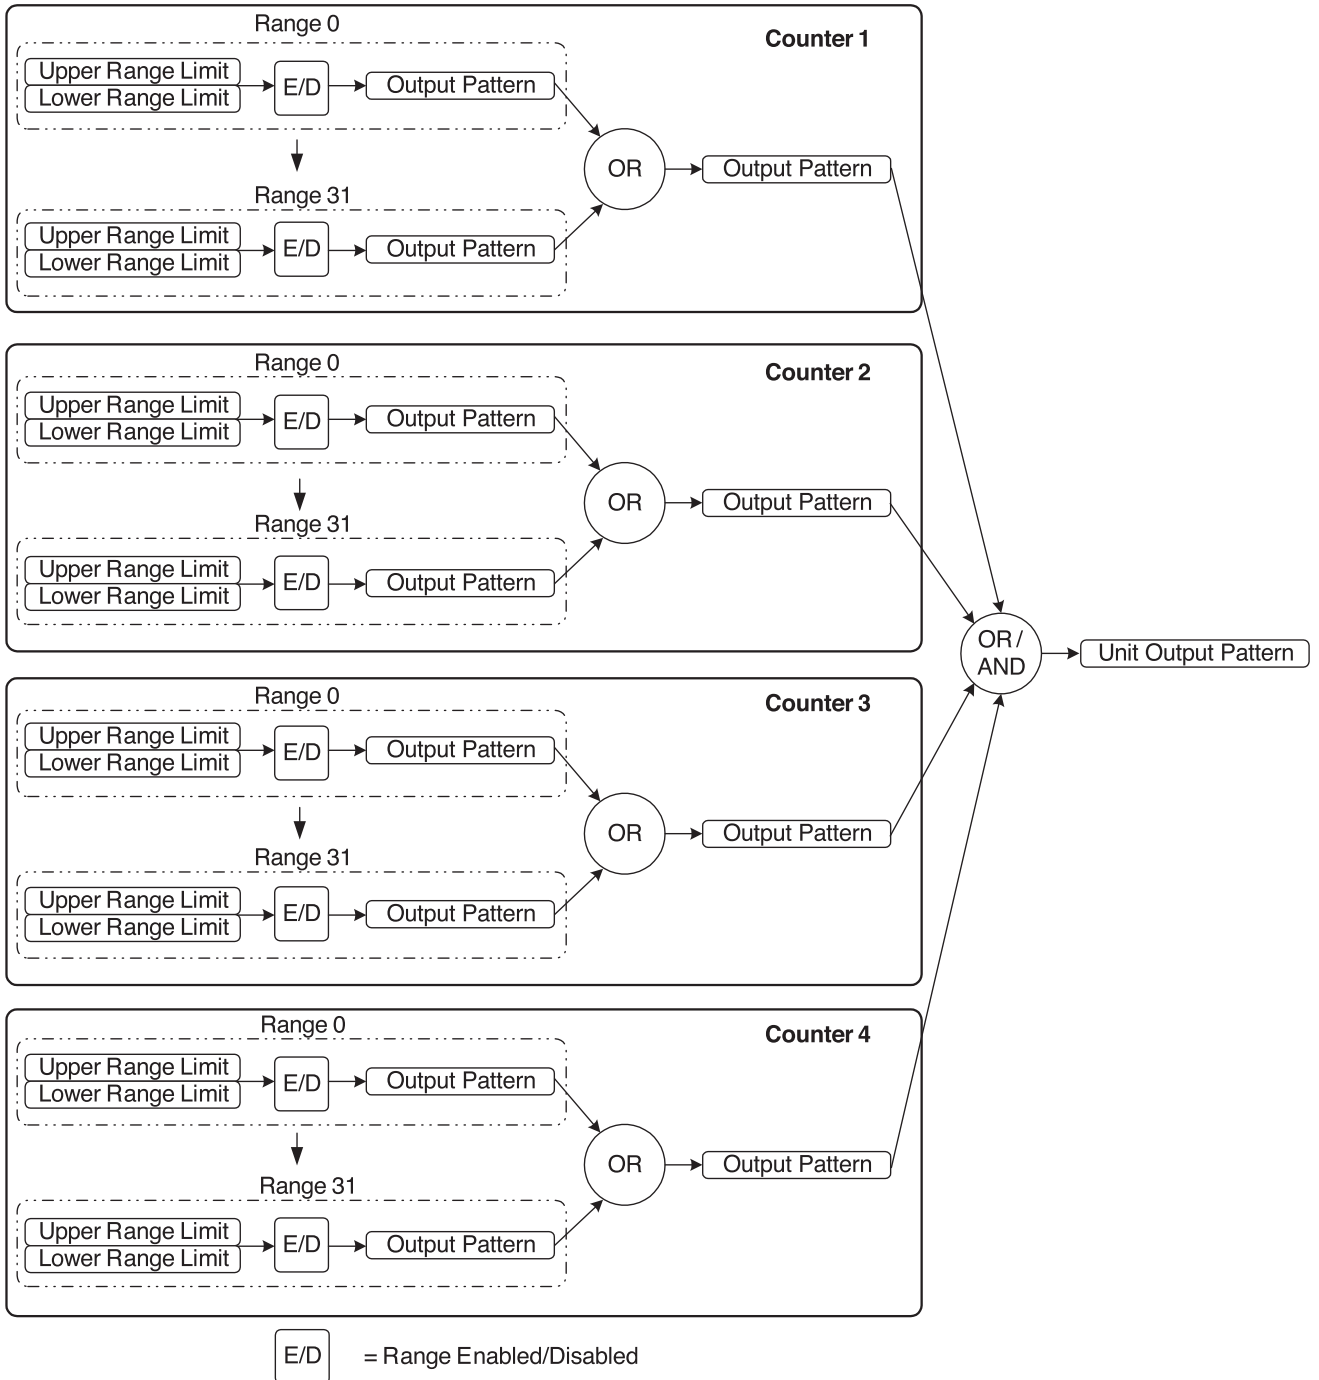 Range 0
Counter 1
Upper Range Limit
Lower Range Limit
E/D
Output Pattern
OR
Output Pattern
Range 31
Upper Range Limit
Lower Range Limit
E/D
Output Pattern
Range 0
Counter 2
Upper Range Limit
Lower Range Limit
E/D
Output Pattern
OR
Output Pattern
Range 31
Upper Range Limit
Lower Range Limit
E/D
Output Pattern
OR /
AND
Unit Output Pattern
Range 0
Counter 3
Upper Range Limit
Lower Range Limit
E/D
Output Pattern
OR
Output Pattern
Range 31
Upper Range Limit
Lower Range Limit
E/D
Output Pattern
Range 0
Counter 4
Upper Range Limit
Lower Range Limit
E/D
Output Pattern
OR
Output Pattern
Range 31
Upper Range Limit
Lower Range Limit
E/D
Output Pattern
E/D = Range Enabled/Disabled